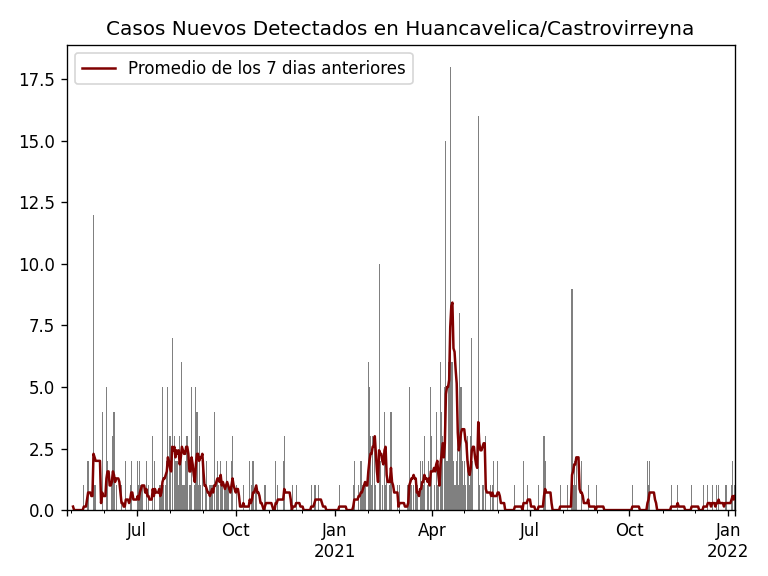 Casos Nuevos Detectados en Huancavelica/Castrovirreyna
Promedio de los 7 dias anteriores
17.5
15.0
12.5
10.0
7.5
5.0
2.5
0.0
Jul
Oct
Jan
2021
Apr
Jul
Oct
Jan
2022